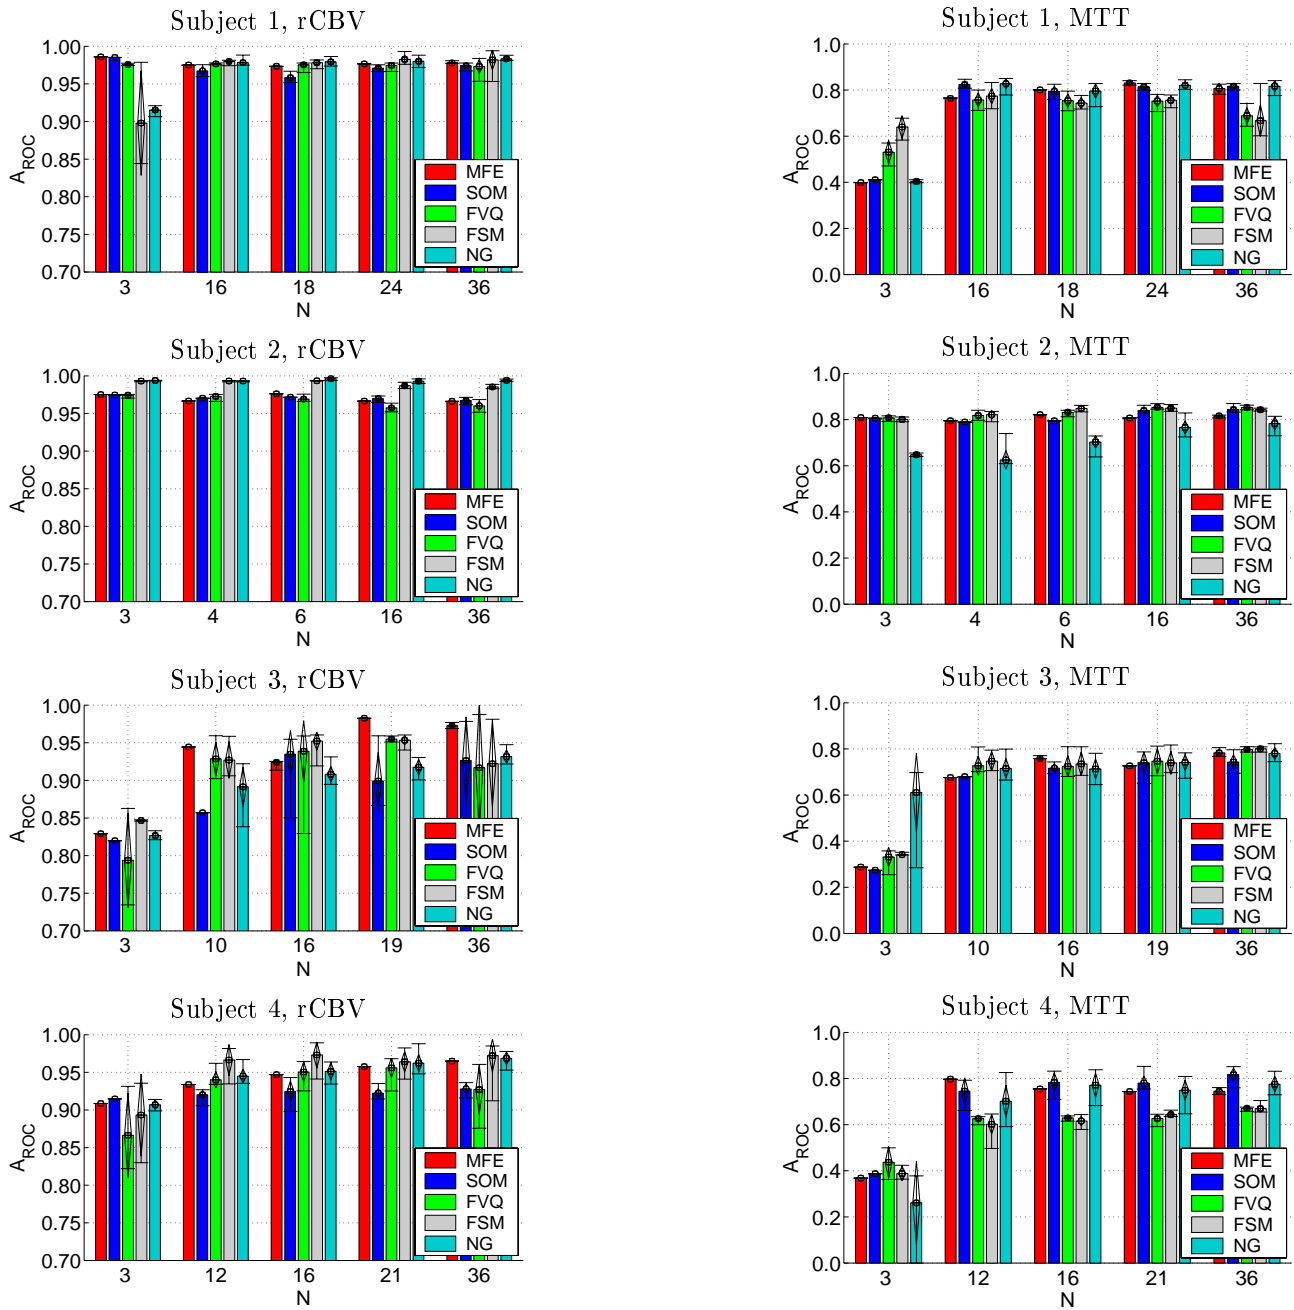 Subject 1, rCBV
1.00
0.95
0.90
0.85
0.80
0.75
0.70
A_ROC
MFE
SOM
FVQ
FSM
NG
3 16 18 24 36
N
Subject 1, MTT
1.0
0.8
0.6
0.4
0.2
0.0
A_ROC
MFE
SOM
FVQ
FSM
NG
3 16 18 24 36
N
Subject 2, rCBV
1.00
0.95
0.90
0.85
0.80
0.75
0.70
A_ROC
MFE
SOM
FVQ
FSM
NG
3 4 6 16 36
N
Subject 2, MTT
1.0
0.8
0.6
0.4
0.2
0.0
A_ROC
MFE
SOM
FVQ
FSM
NG
3 4 6 16 36
N
Subject 3, rCBV
1.00
0.95
0.90
0.85
0.80
0.75
0.70
A_ROC
MFE
SOM
FVQ
FSM
NG
3 10 16 19 36
N
Subject 3, MTT
1.0
0.8
0.6
0.4
0.2
0.0
A_ROC
MFE
SOM
FVQ
FSM
NG
3 10 16 19 36
N
Subject 4, rCBV
1.00
0.95
0.90
0.85
0.80
0.75
0.70
A_ROC
MFE
SOM
FVQ
FSM
NG
3 12 16 21 36
N
Subject 4, MTT
1.0
0.8
0.6
0.4
0.2
0.0
A_ROC
MFE
SOM
FVQ
FSM
NG
3 12 16 21 36
N